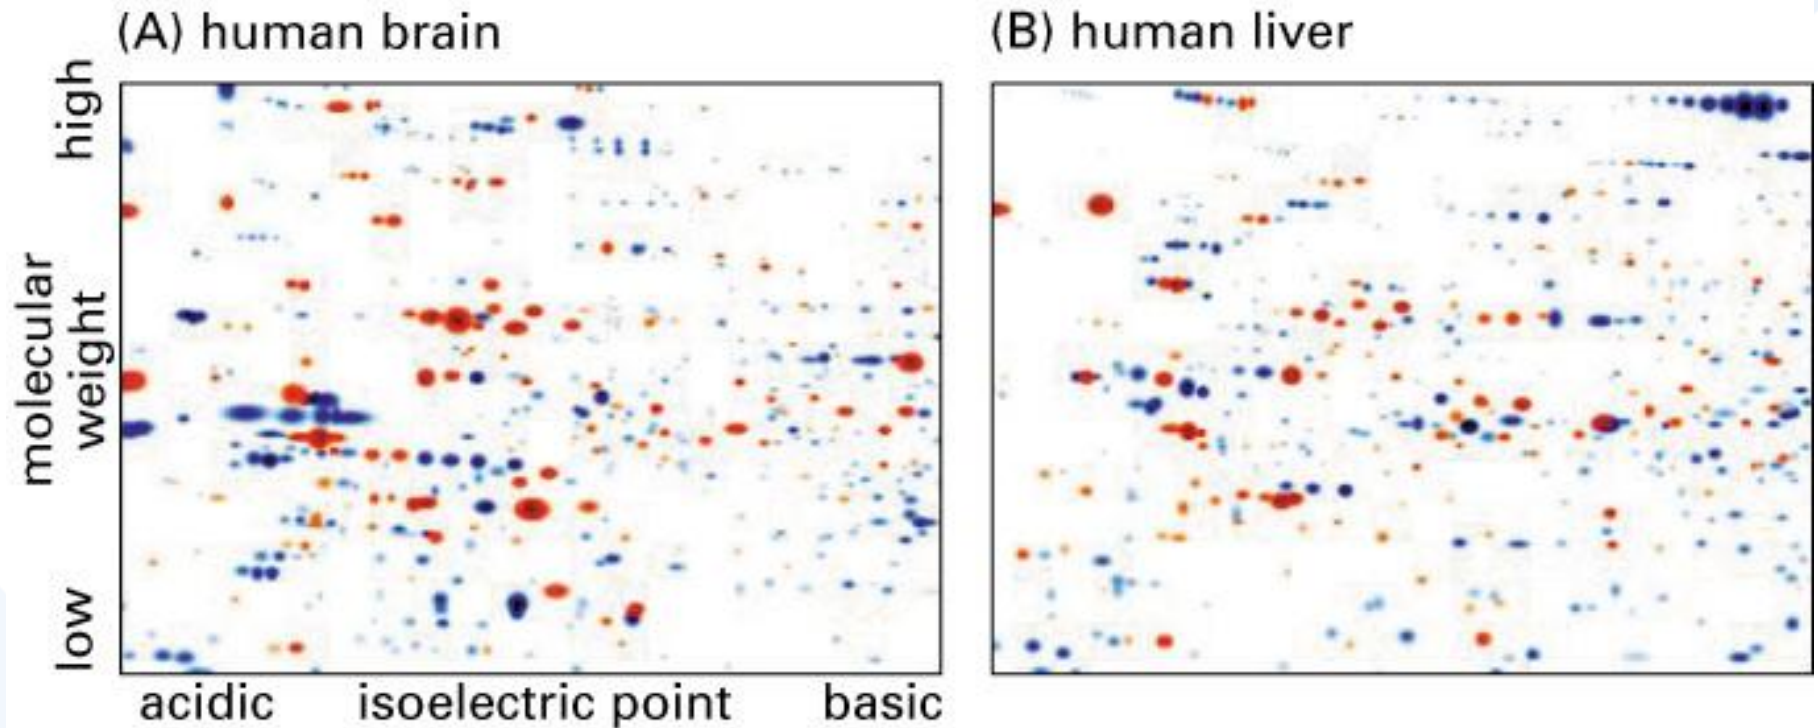 (A) human brain
(B) human liver
high
molecular
weight
low
acidic
isoelectric point
basic